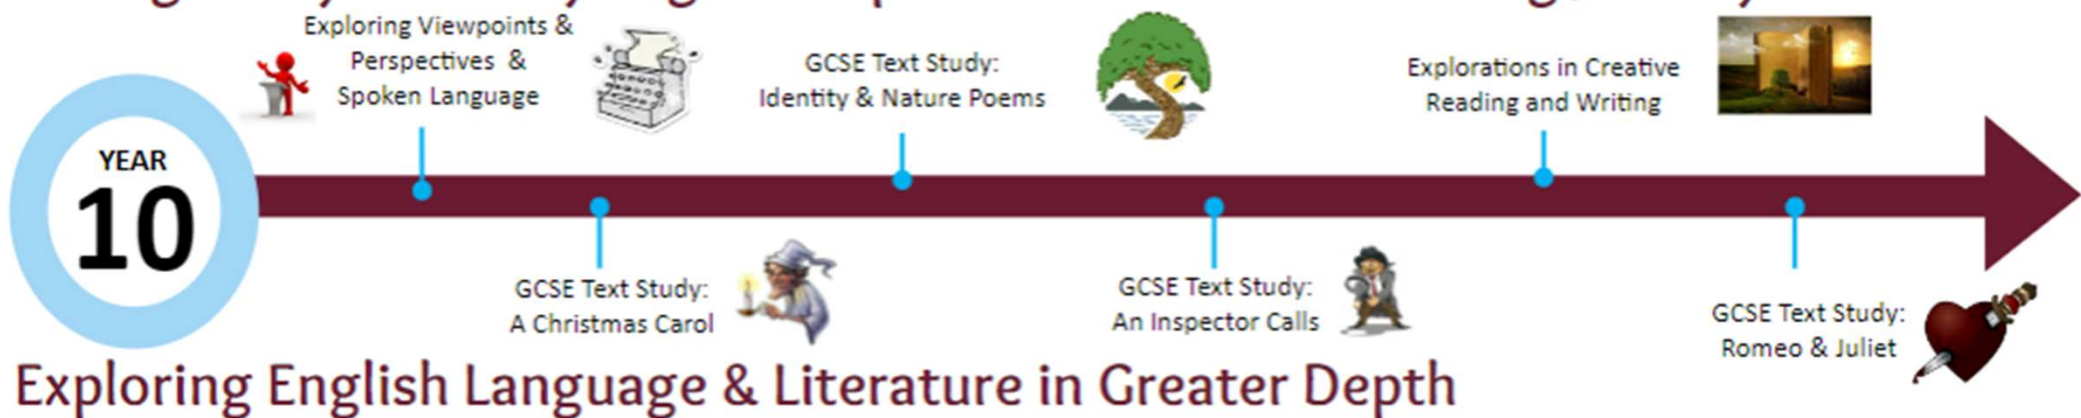 Exploring Viewpoints &
Perspectives &
Spoken Language
GCSE Text Study:
Identity & Nature Poems
Explorations in Creative
Reading and Writing
YEAR
10
GCSE Text Study:
A Christmas Carol
GCSE Text Study:
An Inspector Calls
GCSE Text Study:
Romeo & Juliet
Exploring English Language & Literature in Greater Depth